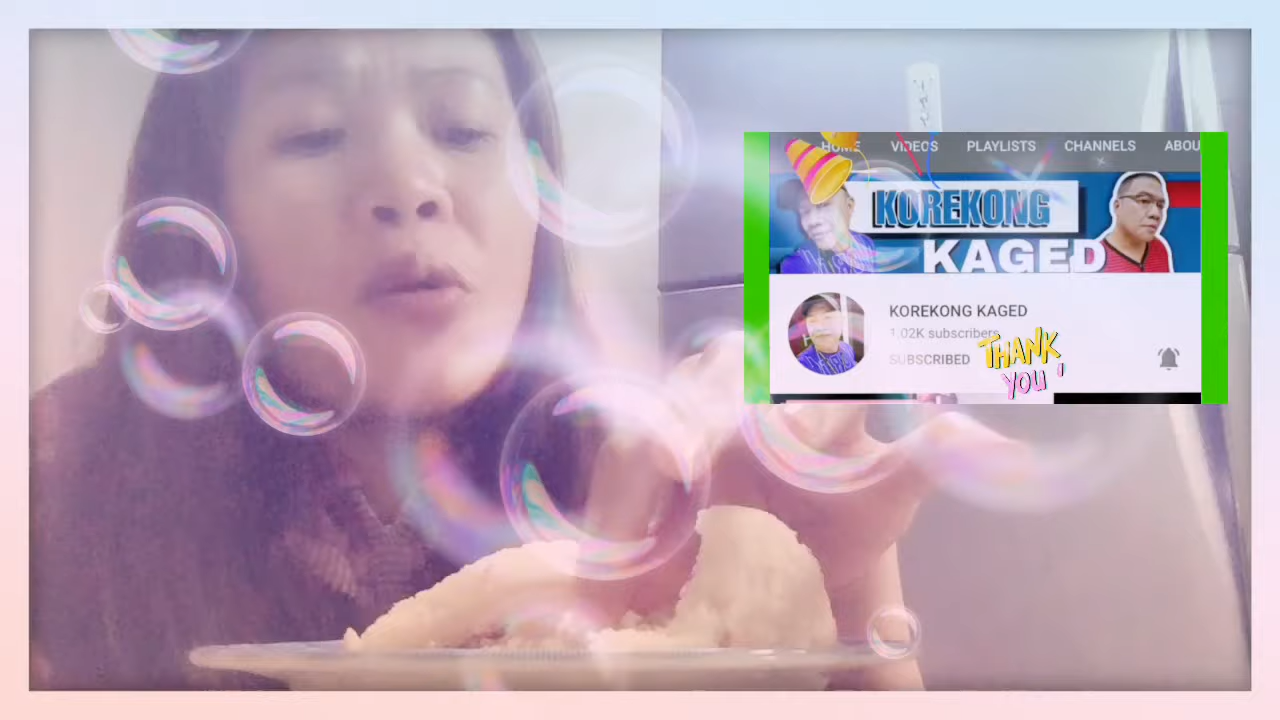 HOME VIDEOS PLAYLISTS CHANNELS ABOU
KOREKONG
KAGED
KOREKONG KAGED
1.02K subscribers
SUBSCRIBED
THANK
YOU !